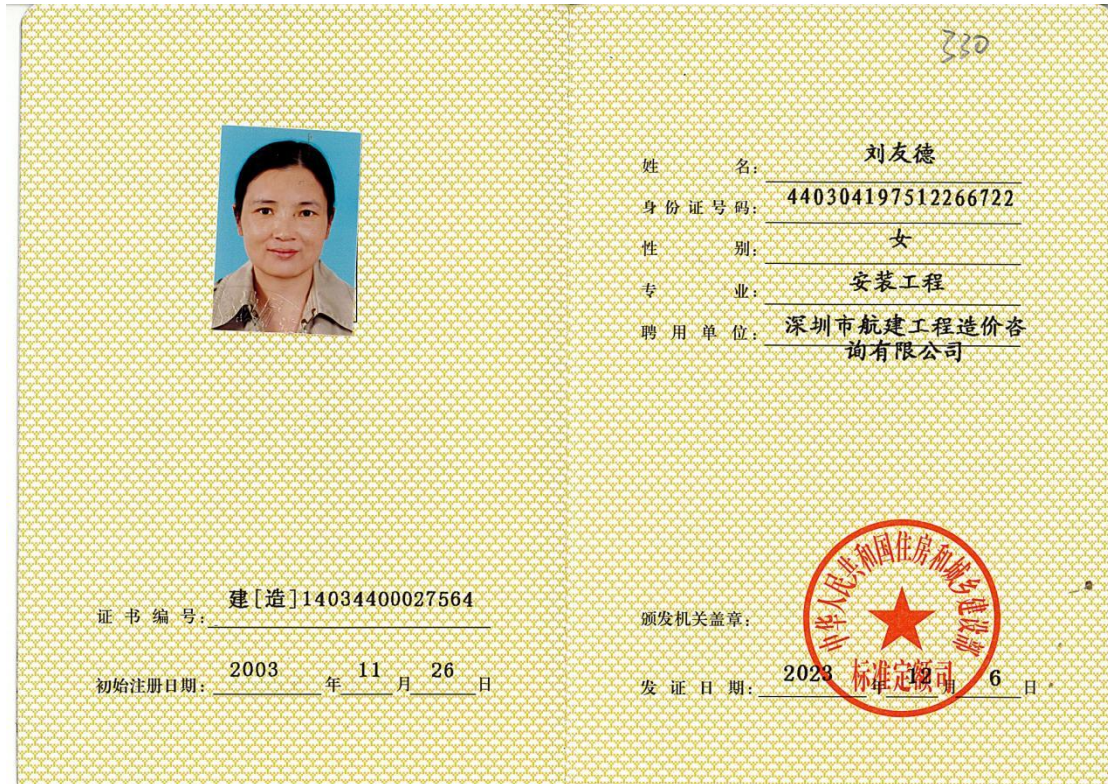 330
姓 名: 刘友德
身份证号码: 440304197512266722
性 别: 女
专 业: 安装工程
聘用单位: 深圳市航建工程造价咨
询有限公司
证书编号: 建[造]14034400027564
初始注册日期: 2003 年 11 月 26 日
颁发机关盖章:
中华人民共和国住房和城乡建设部
标准定额司
发证日期: 2023 年 12 月 6 日